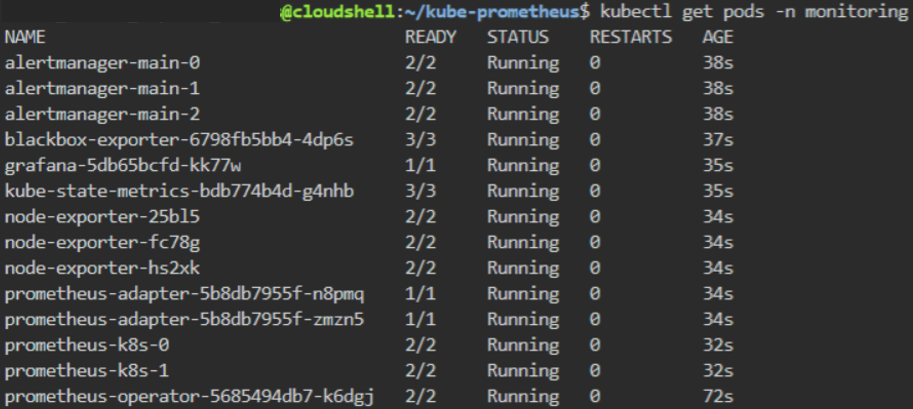 @cloudshell:~/kube-prometheus$ kubectl get pods -n monitoring
NAME READY STATUS RESTARTS AGE
alertmanager-main-0 2/2 Running 0 38s
alertmanager-main-1 2/2 Running 0 38s
alertmanager-main-2 2/2 Running 0 38s
blackbox-exporter-6798fb5bb4-4dp6s 3/3 Running 0 37s
grafana-5db65bcfd-kk77w 1/1 Running 0 35s
kube-state-metrics-bdb774b4d-g4nhb 3/3 Running 0 35s
node-exporter-25bl5 2/2 Running 0 34s
node-exporter-fc78g 2/2 Running 0 34s
node-exporter-hs2xk 2/2 Running 0 34s
prometheus-adapter-5b8db7955f-n8pmq 1/1 Running 0 34s
prometheus-adapter-5b8db7955f-zmzn5 1/1 Running 0 34s
prometheus-k8s-0 2/2 Running 0 32s
prometheus-k8s-1 2/2 Running 0 32s
prometheus-operator-5685494db7-k6dgj 2/2 Running 0 72s